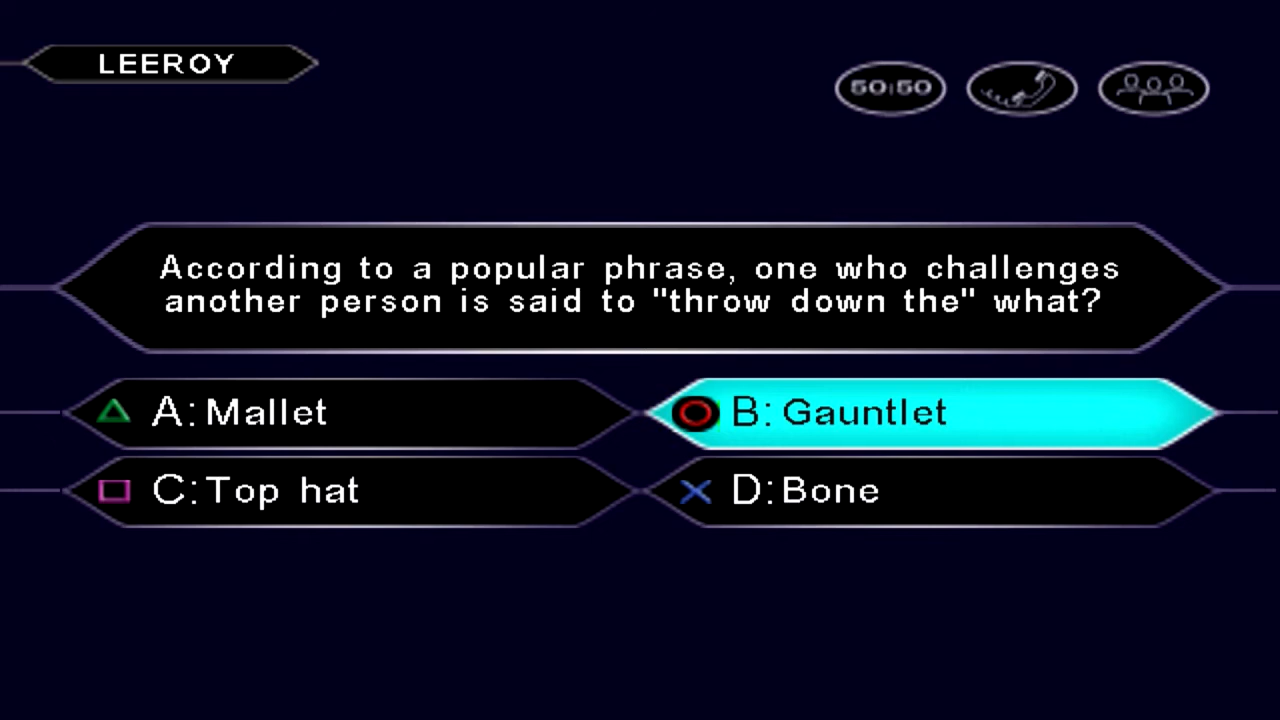 LEEROY
50:50
According to a popular phrase, one who challenges
another person is said to "throw down the" what?
A: Mallet
B: Gauntlet
C: Top hat
D: Bone